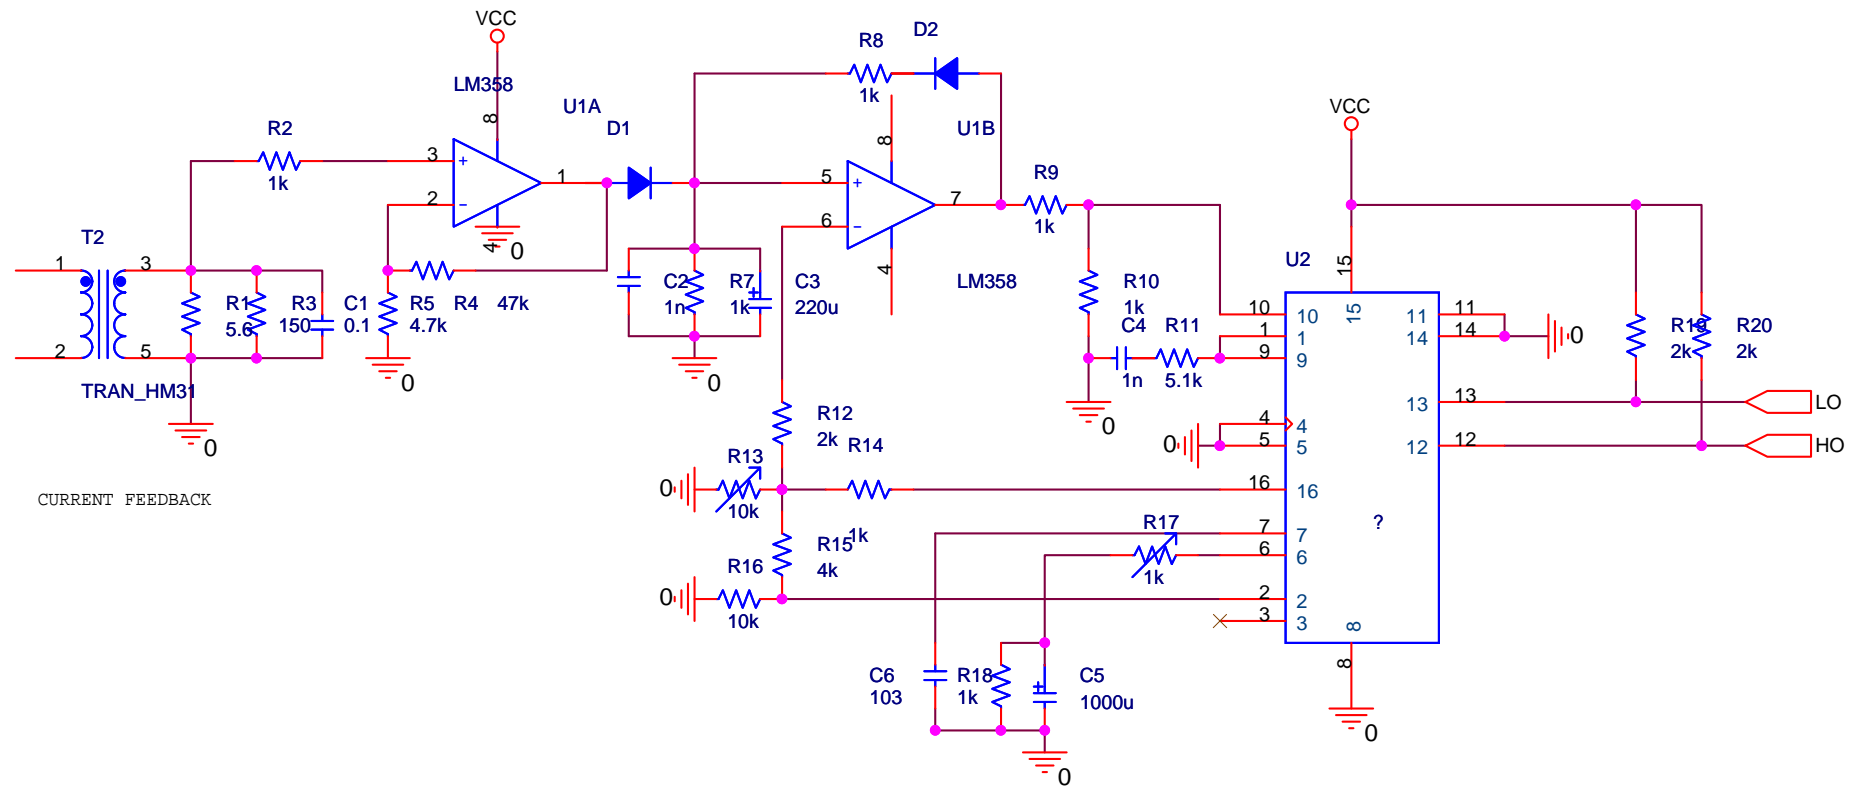 VCC
LM358
8
U1A
D1
R2
1k
3
+
2
-
1
4
0
T2
1
3
2
5
TRAN_HM31
R1
5.6
R3
150
C1
0.1
R5
4.7k
R4
47k
0
0
CURRENT FEEDBACK
R8
1k
D2
8
U1B
5
+
6
-
7
4
LM358
C2
1n
R7
1k
+
C3
220u
0
R9
1k
R10
1k
C4
1n
R11
5.1k
0
R12
2k
R13
10k
0
R14
1k
R15
4k
R16
10k
0
R17
1k
C6
103
R18
1k
+
C5
1000u
0
VCC
U2
15
15
10
10
1
1
9
9
0
4
4
5
5
16
16
7
7
6
6
2
2
3
3
?
8
8
0
11
11
14
14
0
13
13
12
12
R19
2k
R20
2k
LO
HO